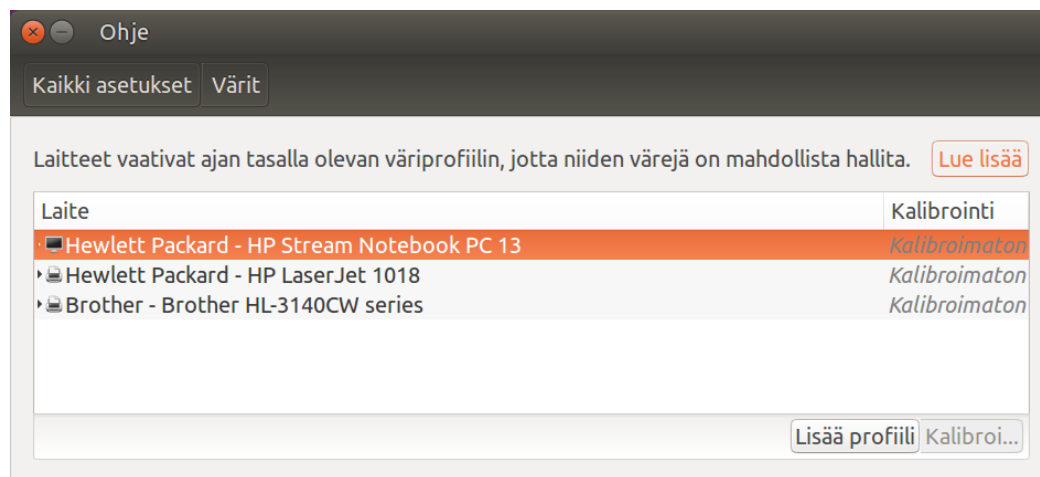 Ohje
Kaikki asetukset Värit
Laitteet vaativat ajan tasalla olevan väriprofiilin, jotta niiden värejä on mahdollista hallita. Lue lisää
Laite Kalibrointi
Hewlett Packard - HP Stream Notebook PC 13 Kalibroimaton
Hewlett Packard - HP LaserJet 1018 Kalibroimaton
Brother - Brother HL-3140CW series Kalibroimaton
Lisää profiili Kalibroi...